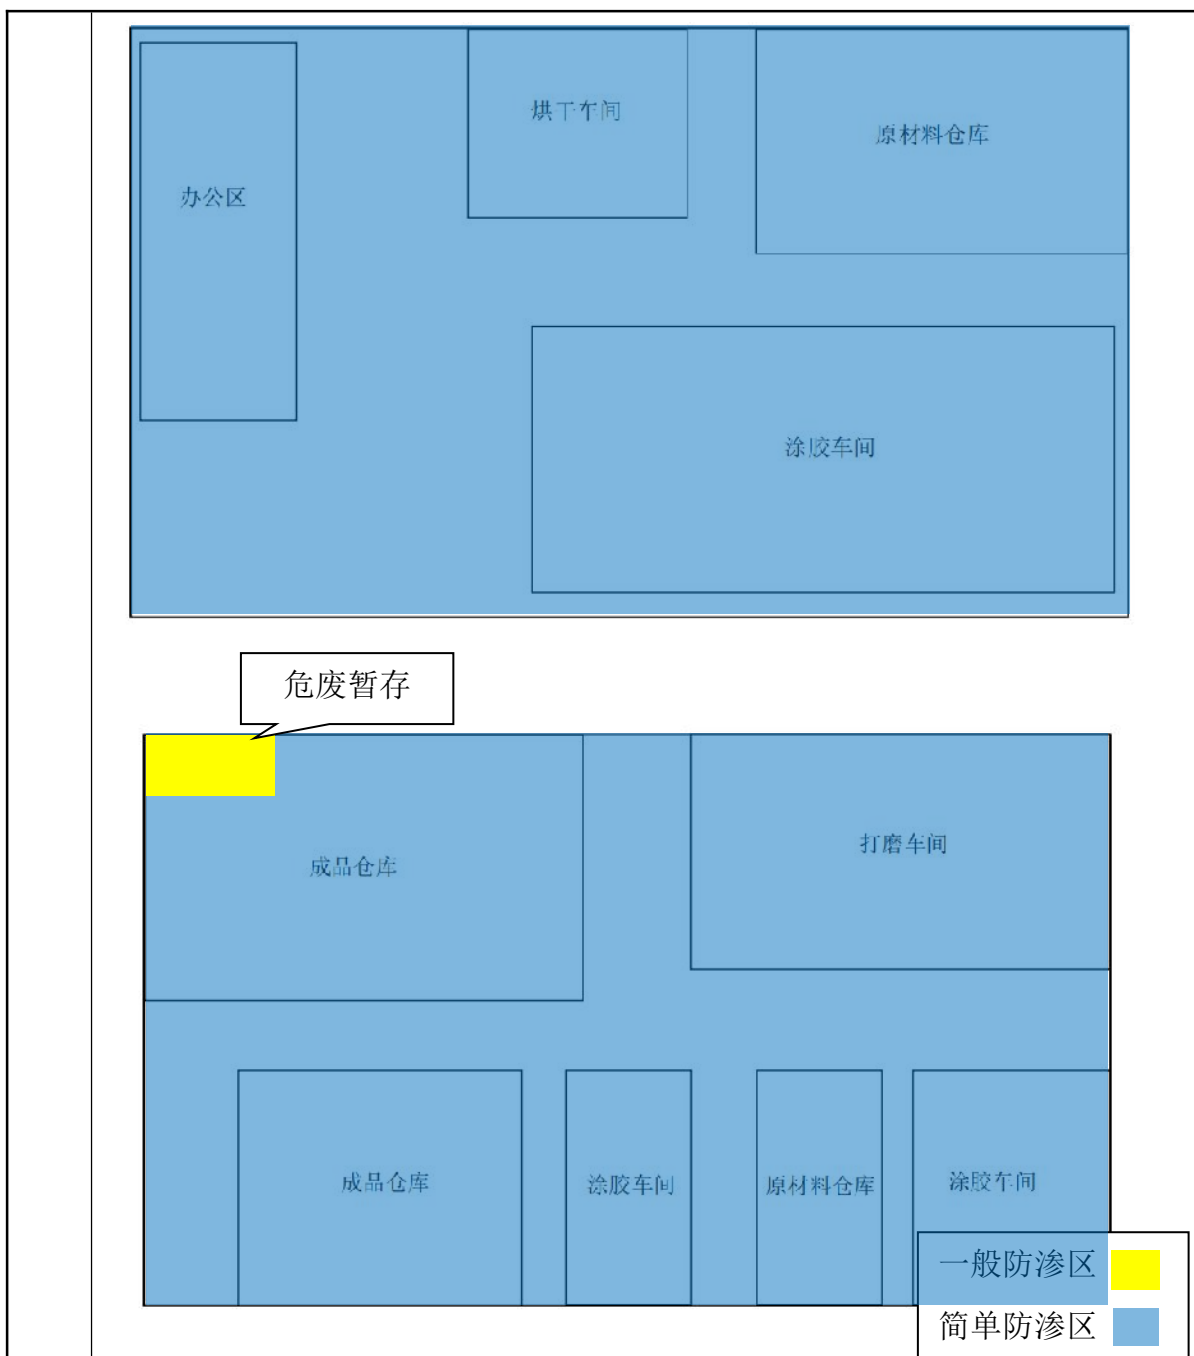 烘干车间
原材料仓库
办公区
涂胶车间
危废暂存
打磨车间
成品仓库
成品仓库
涂胶车间
原材料仓库
涂胶车间
一般防渗区
简单防渗区